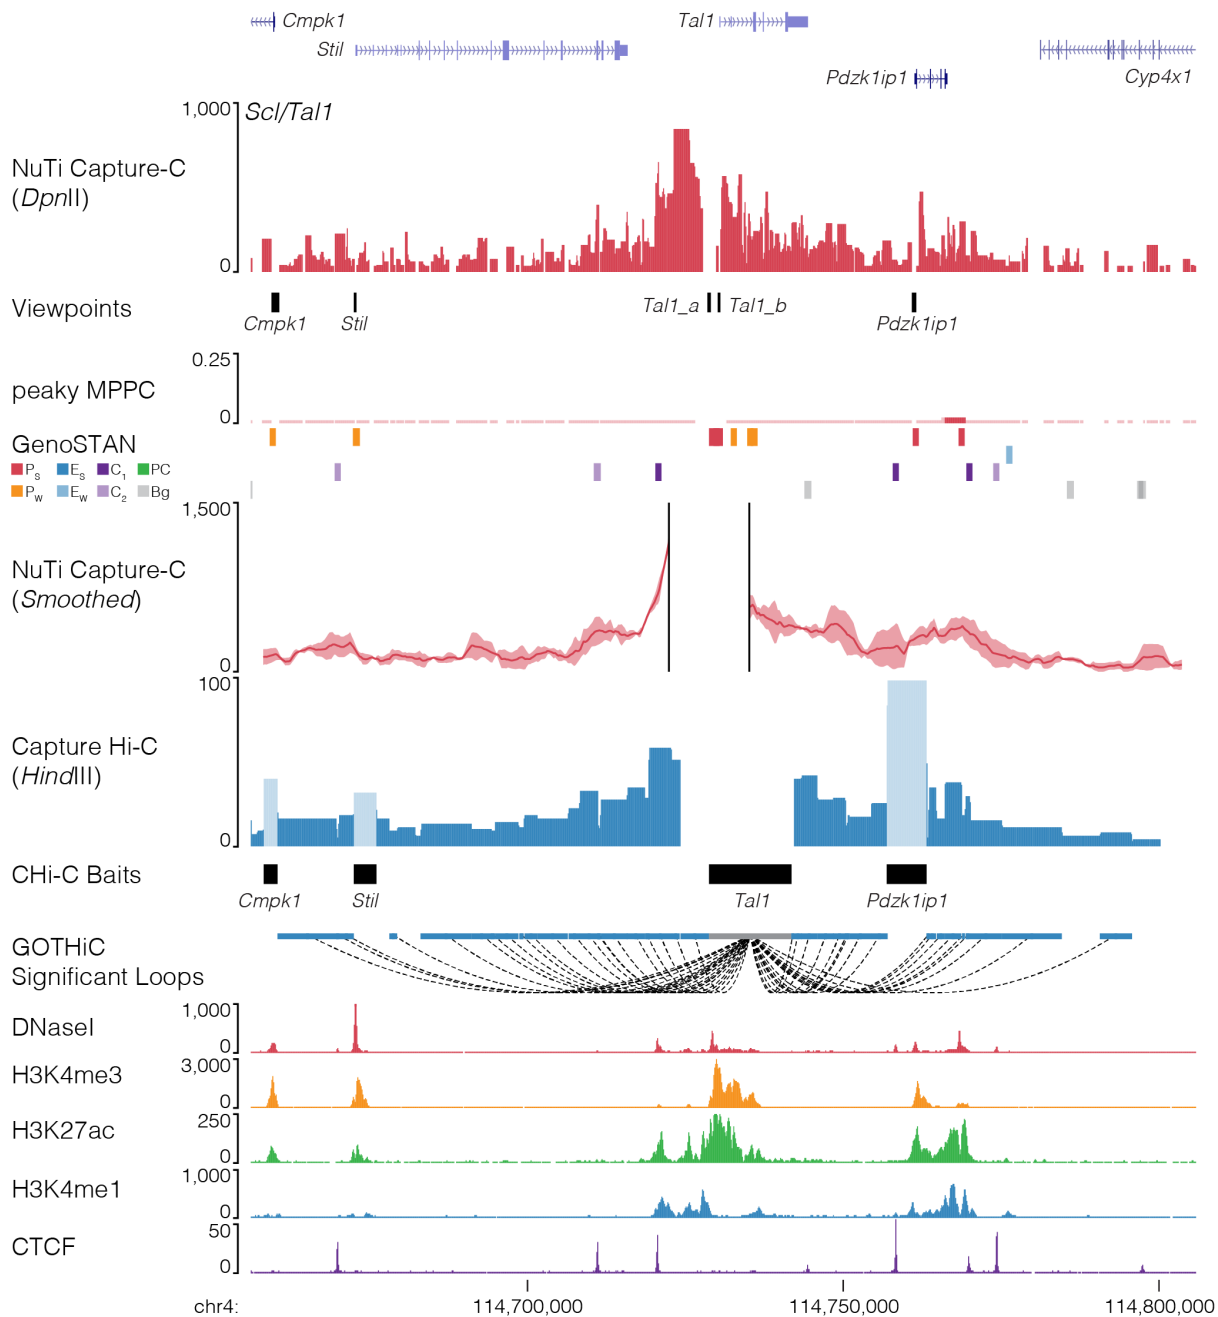 Cmpk1
Tal1
Stil
Pdzk1ip1
Cyp4x1
1,000
Scl/Tal1
NuTi Capture-C
(DpnII)
0
Viewpoints
Tal1_a
Tal1_b
Cmpk1
Stil
Pdzk1ip1
0.25
peaky MPPC
0
GenoSTAN
PS ES C1 PC
PW EW C2 Bg
1,500
NuTi Capture-C
(Smoothed)
0
100
Capture Hi-C
(HindIII)
0
CHi-C Baits
Cmpk1
Stil
Tal1
Pdzk1ip1
GOTHiC
Significant Loops
1,000
DNaseI
0
3,000
H3K4me3
0
250
H3K27ac
0
1,000
H3K4me1
0
50
CTCF
0
chr4:
114,700,000
114,750,000
114,800,000